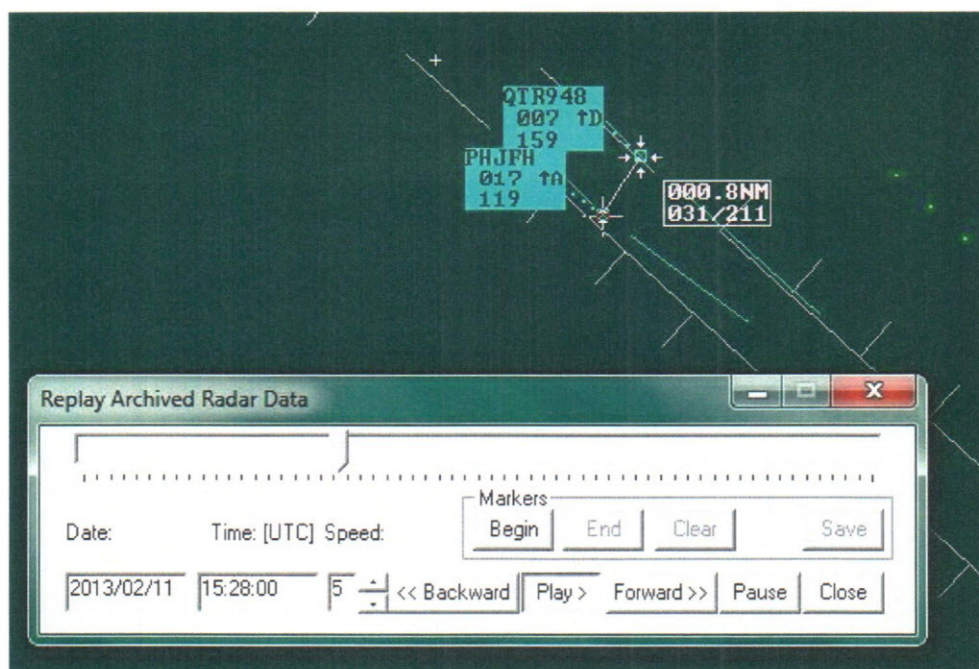 QTR948
007 ↑D
159
PHJFH
017 ↑A
119
000.8NM
031/211
Replay Archived Radar Data
Markers
Date: Time: [UTC] Speed: Begin End Clear Save
2013/02/11 15:28:00 5 << Backward Play > Forward >> Pause Close